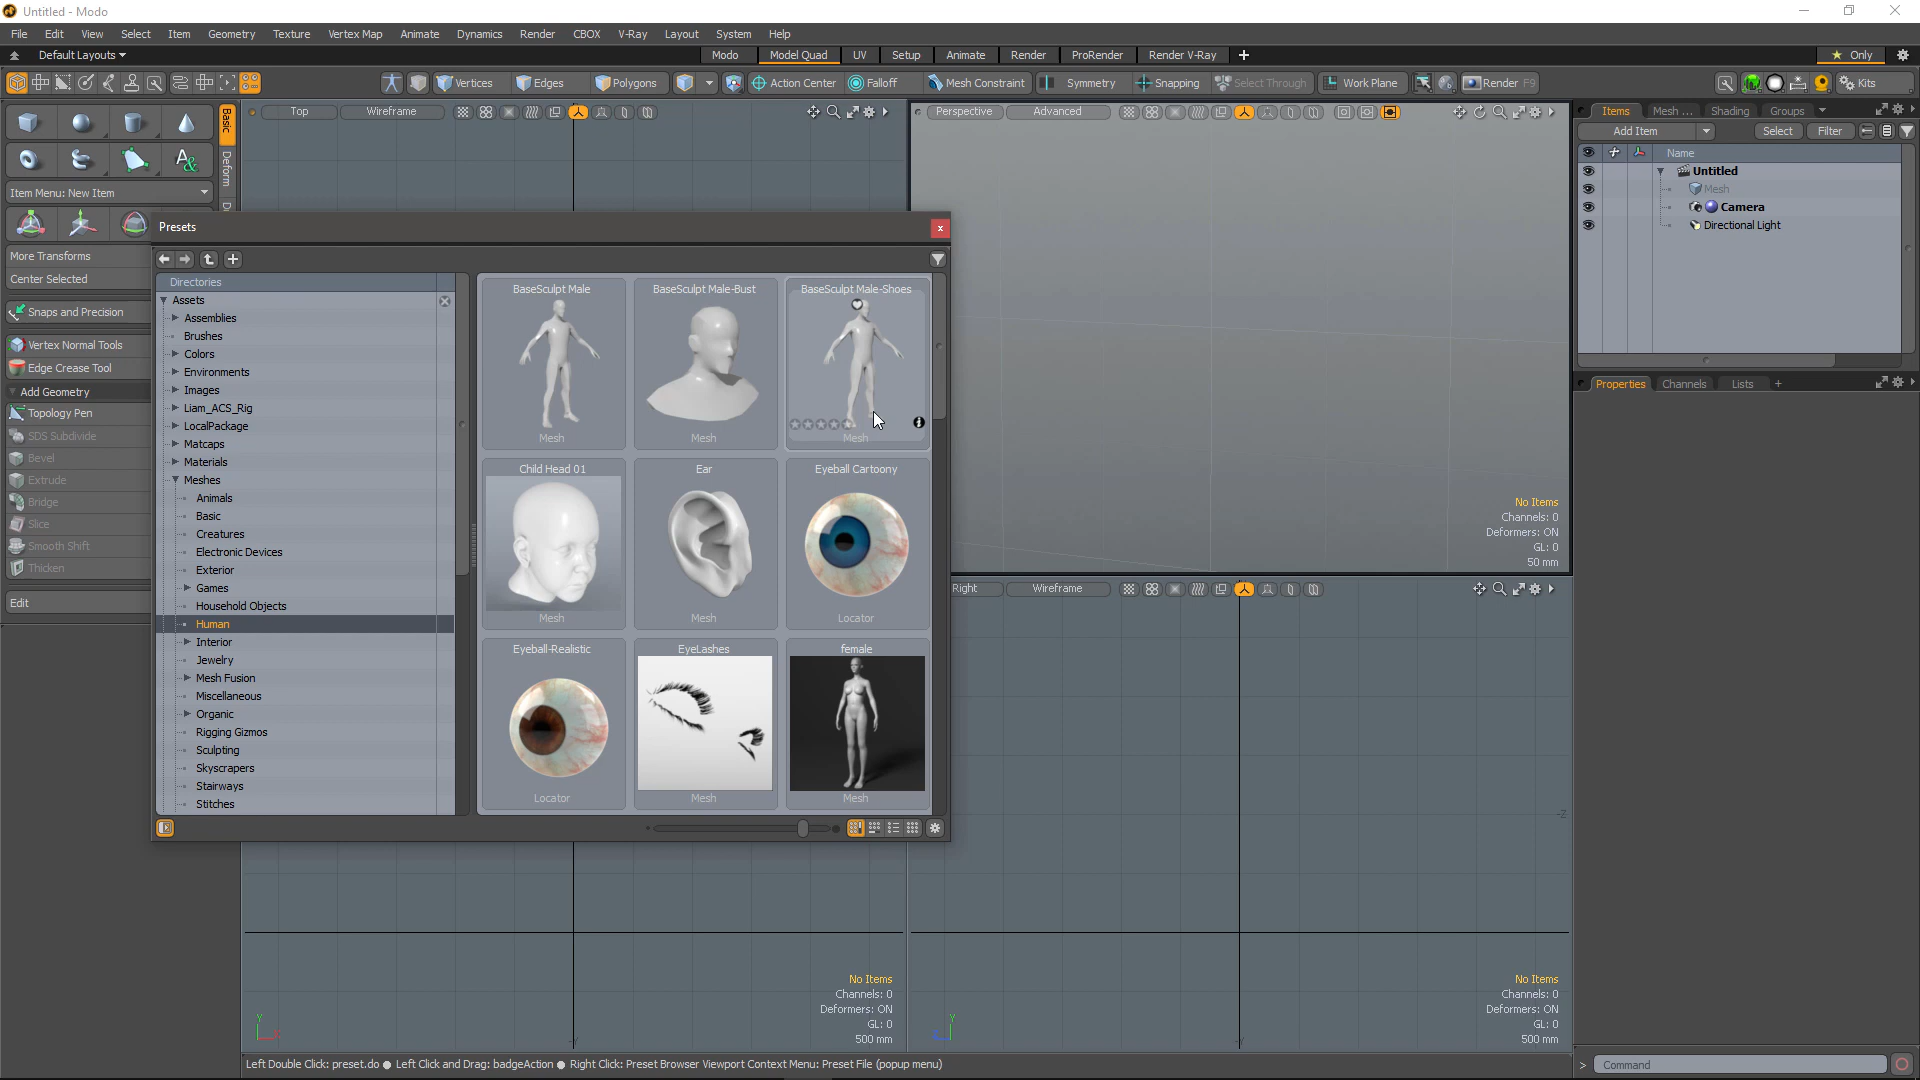 Untitled - Modo
File Edit View Select Item Geometry Texture Vertex Map Animate Dynamics Render CBOX V-Ray Layout System Help
Default Layouts
Modo Model Quad UV Setup Animate Render ProRender Render V-Ray
Only
Vertices Edges Polygons Action Center Falloff Mesh Constraint Symmetry Snapping Select Through Work Plane Render F9 Kits
Basic
Deform
Item Menu: New Item
More Transforms
Center Selected
Snaps and Precision
Vertex Normal Tools
Edge Crease Tool
Add Geometry
Topology Pen
SDS Subdivide
Bevel
Extrude
Bridge
Slice
Smooth Shift
Thicken
Edit
Top Wireframe
Perspective Advanced
Presets
Directories
Assets
Assemblies
Brushes
Colors
Environments
Images
Liam_ACS_Rig
LocalPackage
Matcaps
Materials
Meshes
Animals
Basic
Creatures
Electronic Devices
Exterior
Games
Household Objects
Human
Interior
Jewelry
Mesh Fusion
Miscellaneous
Organic
Rigging Gizmos
Sculpting
Skyscrapers
Stairways
Stitches
BaseSculpt Male
Mesh
BaseSculpt Male-Bust
Mesh
BaseSculpt Male-Shoes
Mesh
Child Head 01
Mesh
Ear
Mesh
Eyeball Cartoony
Locator
Eyeball-Realistic
Locator
EyeLashes
Mesh
female
Mesh
No Items
Channels: 0
Deformers: ON
GL: 0
50 mm
Right Wireframe
-Z
No Items
Channels: 0
Deformers: ON
GL: 0
500 mm
Y
-Y
No Items
Channels: 0
Deformers: ON
GL: 0
500 mm
Y
-Y
Items Mesh ... Shading Groups
Add Item Select Filter
Name
Untitled
Mesh
Camera
Directional Light
Properties Channels Lists +
Left Double Click: preset.do ● Left Click and Drag: badgeAction ● Right Click: Preset Browser Viewport Context Menu: Preset File (popup menu)
> Command